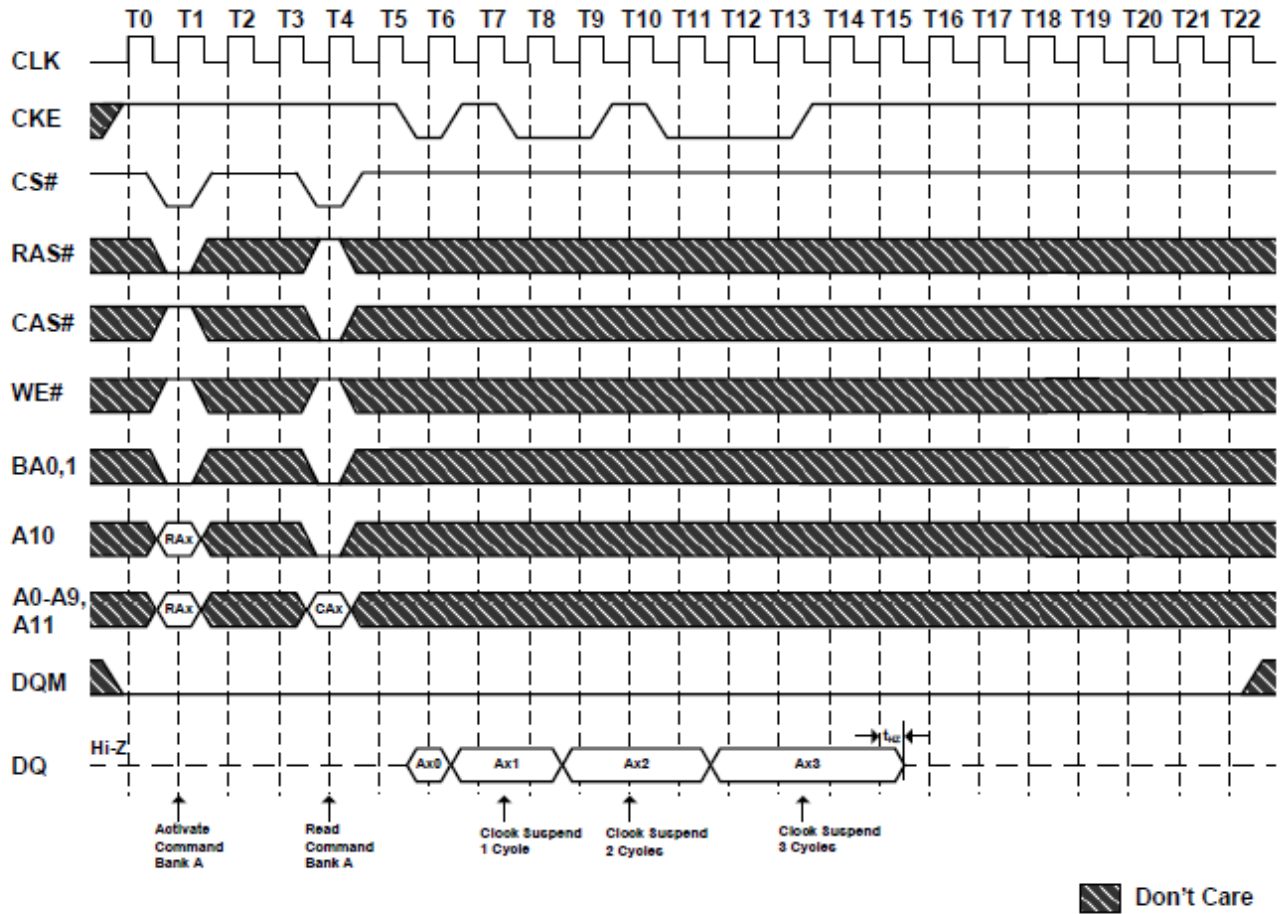 T0 T1 T2 T3 T4 T5 T6 T7 T8 T9 T10 T11 T12 T13 T14 T15 T16 T17 T18 T19 T20 T21 T22
CLK
CKE
CS#
RAS#
CAS#
WE#
BA0,1
A10
RAx
A0-A9,
A11
RAx CAx
DQM
tHZ
Hi-Z
DQ
Ax0 Ax1 Ax2 Ax3
Activate
Command
Bank A
Read
Command
Bank A
Clock Suspend
1 Cycle
Clock Suspend
2 Cycles
Clock Suspend
3 Cycles
Don't Care